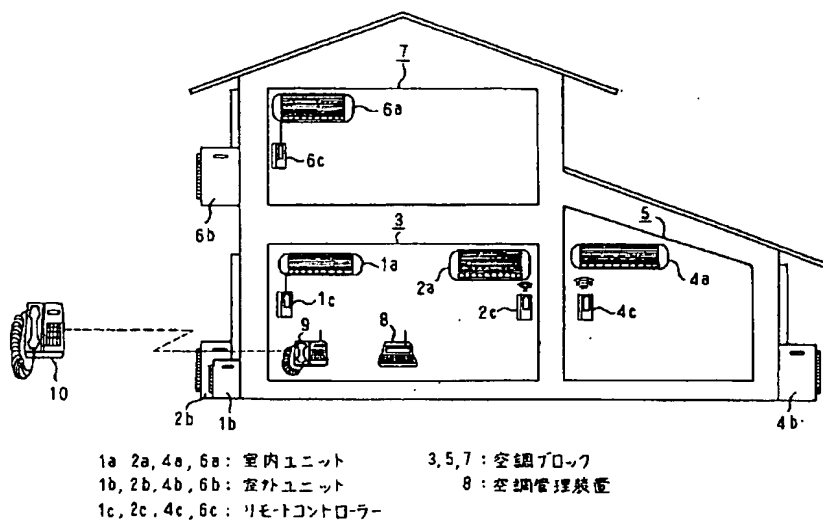 7
6a
6c
6b
3
5
1a
2a
4a
1c
2c
4c
9
8
10
2b
1b
4b
1a 2a, 4a, 6a: 室内ユニット
1b, 2b, 4b, 6b: 室外ユニット
1c, 2c, 4c, 6c: リモートコントローラー
3, 5, 7: 空調ブロック
8: 空調管理装置